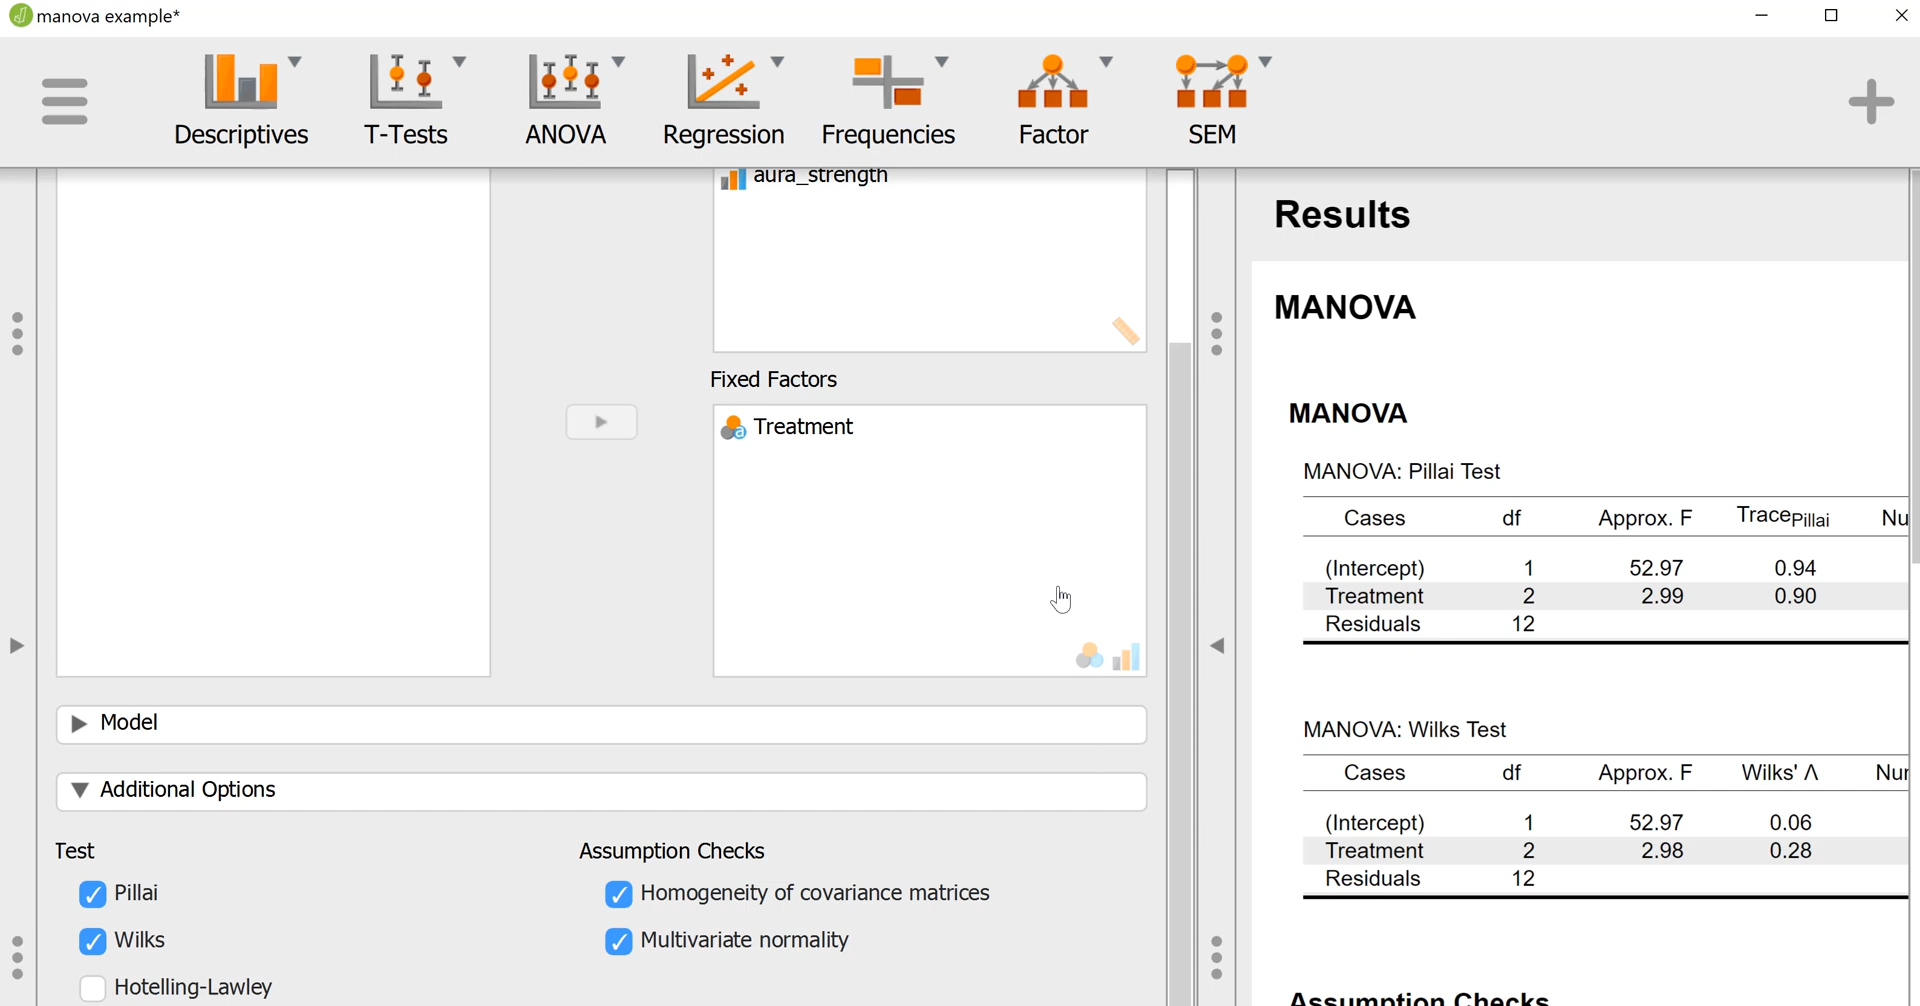 manova example*
Descriptives T-Tests ANOVA Regression Frequencies Factor SEM
aura_strength
Fixed Factors
Treatment
Model
Additional Options
Test
Pillai
Wilks
Hotelling-Lawley
Assumption Checks
Homogeneity of covariance matrices
Multivariate normality
Results
MANOVA
MANOVA
MANOVA: Pillai Test
Cases df Approx. F TracePillai Nu
(Intercept) 1 52.97 0.94
Treatment 2 2.99 0.90
Residuals 12
MANOVA: Wilks Test
Cases df Approx. F Wilks' Λ Nur
(Intercept) 1 52.97 0.06
Treatment 2 2.98 0.28
Residuals 12
Assumption Checks